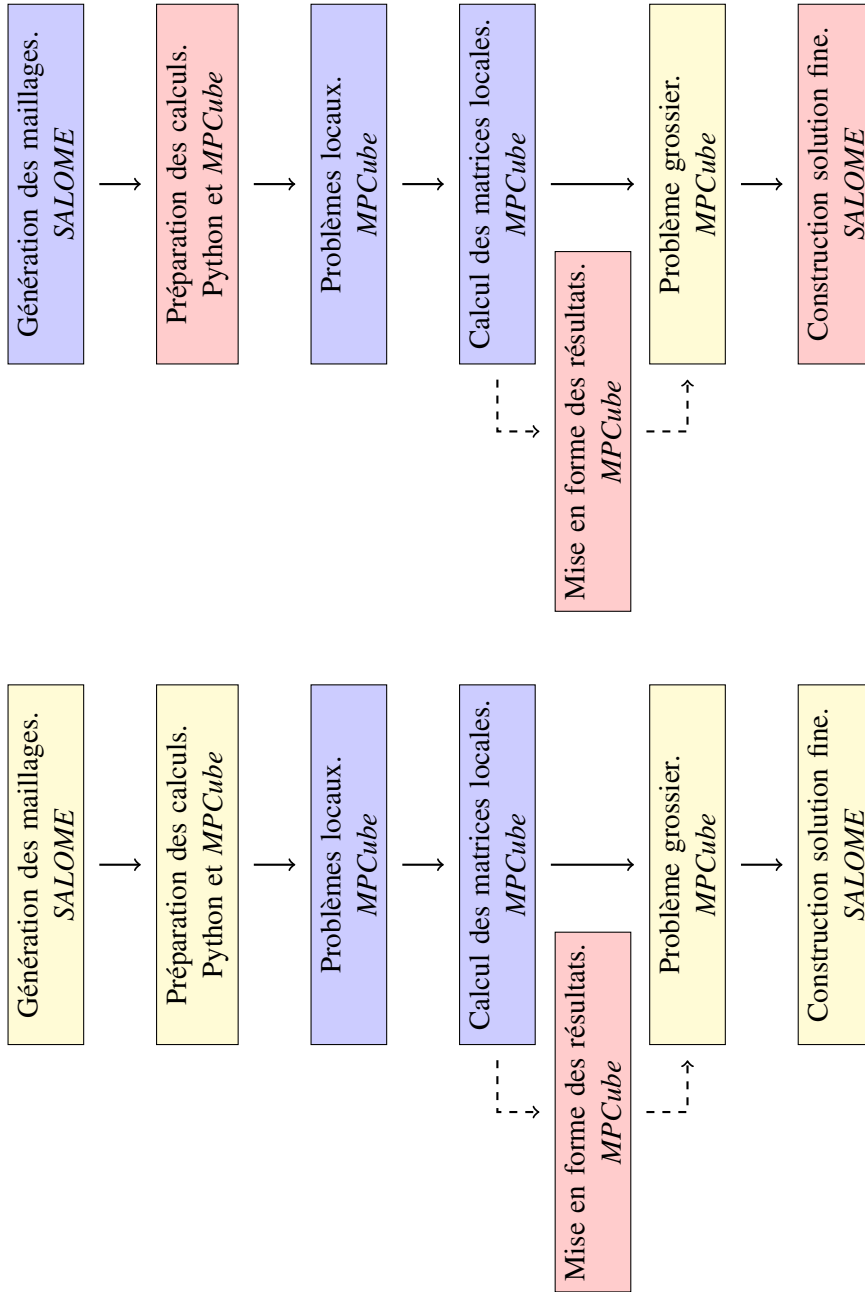 Génération des maillages.
SALOME
Préparation des calculs.
Python et MPCube
Problèmes locaux.
MPCube
Calcul des matrices locales.
MPCube
Mise en forme des résultats.
MPCube
Problème grossier.
MPCube
Construction solution fine.
SALOME
Génération des maillages.
SALOME
Préparation des calculs.
Python et MPCube
Problèmes locaux.
MPCube
Calcul des matrices locales.
MPCube
Mise en forme des résultats.
MPCube
Problème grossier.
MPCube
Construction solution fine.
SALOME